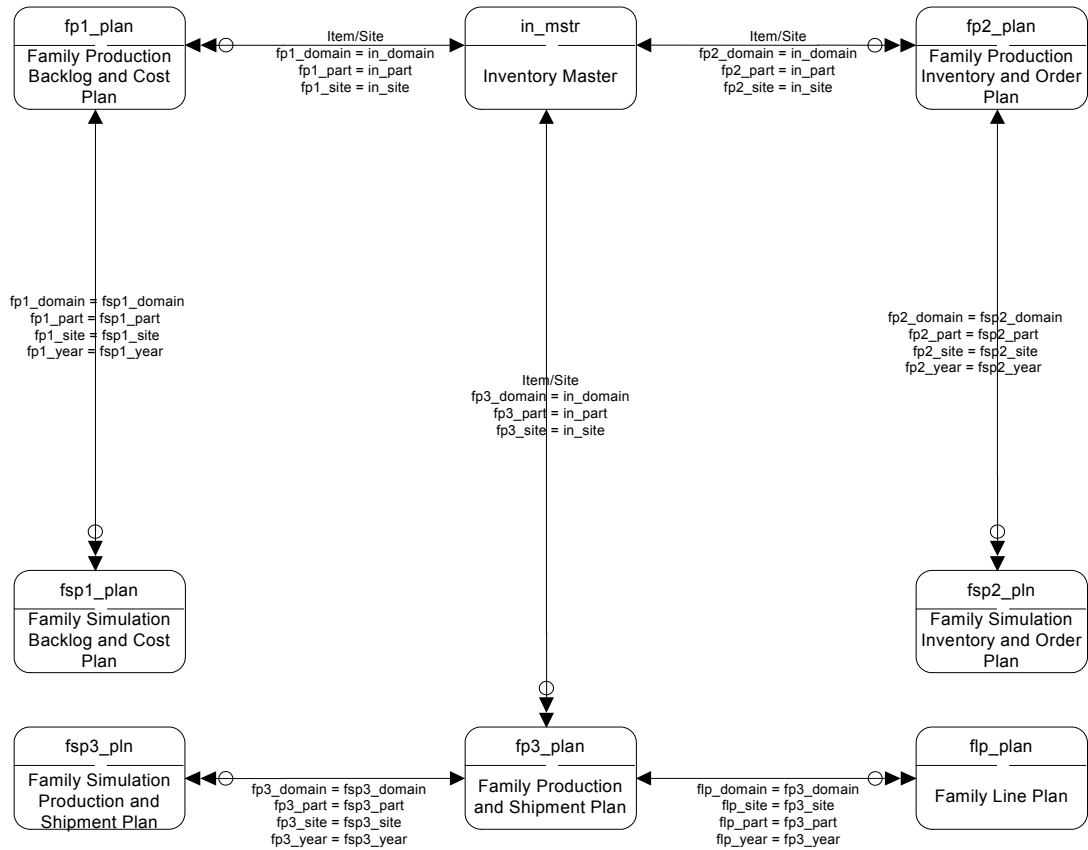 fp1_plan
Family Production
Backlog and Cost
Plan
Item/Site
fp1_domain = in_domain
fp1_part = in_part
fp1_site = in_site
in_mstr
Inventory Master
Item/Site
fp2_domain = in_domain
fp2_part = in_part
fp2_site = in_site
fp2_plan
Family Production
Inventory and Order
Plan
fp1_domain = fsp1_domain
fp1_part = fsp1_part
fp1_site = fsp1_site
fp1_year = fsp1_year
Item/Site
fp3_domain = in_domain
fp3_part = in_part
fp3_site = in_site
fp2_domain = fsp2_domain
fp2_part = fsp2_part
fp2_site = fsp2_site
fp2_year = fsp2_year
fsp1_plan
Family Simulation
Backlog and Cost
Plan
fsp2_pln
Family Simulation
Inventory and Order
Plan
fsp3_pln
Family Simulation
Production and
Shipment Plan
fp3_domain = fsp3_domain
fp3_part = fsp3_part
fp3_site = fsp3_site
fp3_year = fsp3_year
fp3_plan
Family Production
and Shipment Plan
flp_domain = fp3_domain
flp_site = fp3_site
flp_part = fp3_part
flp_year = fp3_year
flp_plan
Family Line Plan